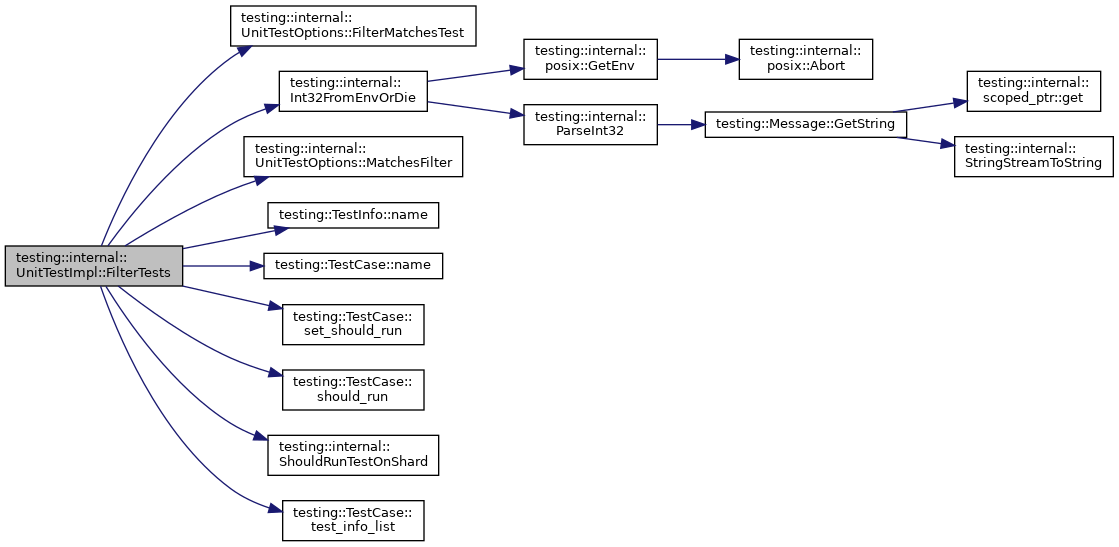 testing::internal::
UnitTestImpl::FilterTests
testing::internal::
UnitTestOptions::FilterMatchesTest
testing::internal::
Int32FromEnvOrDie
testing::internal::
posix::GetEnv
testing::internal::
posix::Abort
testing::internal::
ParseInt32
testing::Message::GetString
testing::internal::
scoped_ptr::get
testing::internal::
StringStreamToString
testing::internal::
UnitTestOptions::MatchesFilter
testing::TestInfo::name
testing::TestCase::name
testing::TestCase::
set_should_run
testing::TestCase::
should_run
testing::internal::
ShouldRunTestOnShard
testing::TestCase::
test_info_list